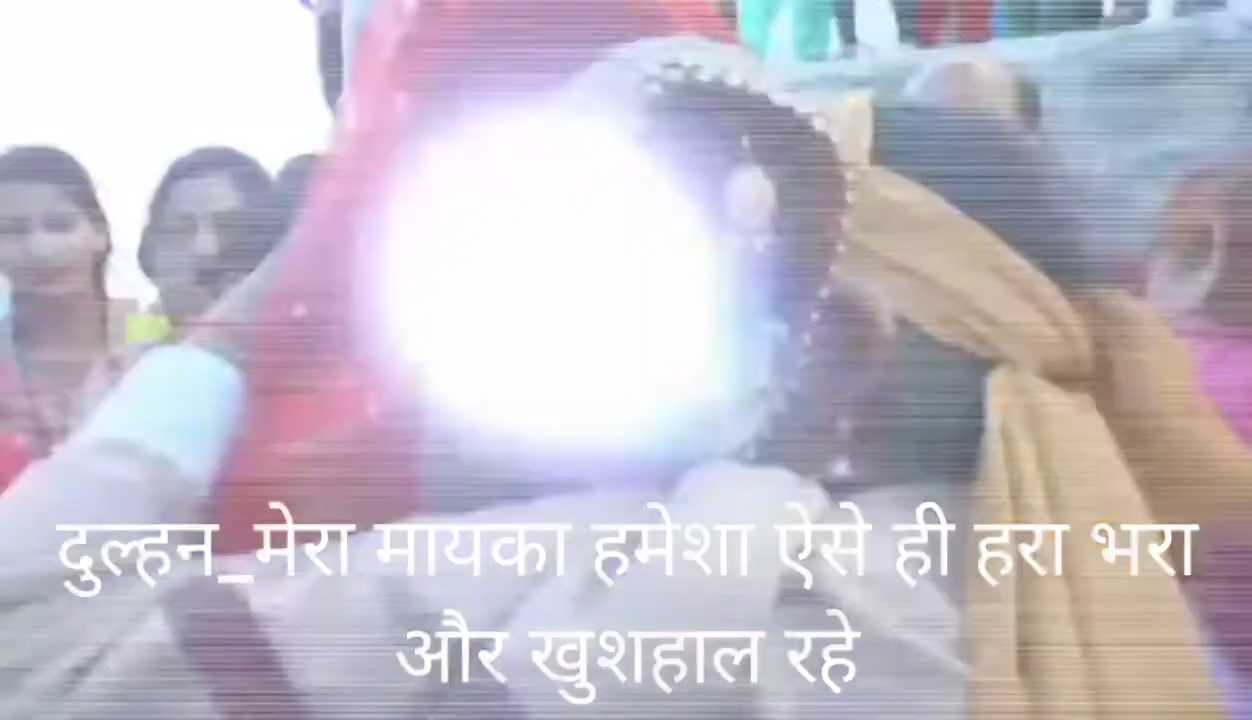 दुल्हन_मेरा मायका हमेशा ऐसे ही हरा भरा
और खुशहाल रहे